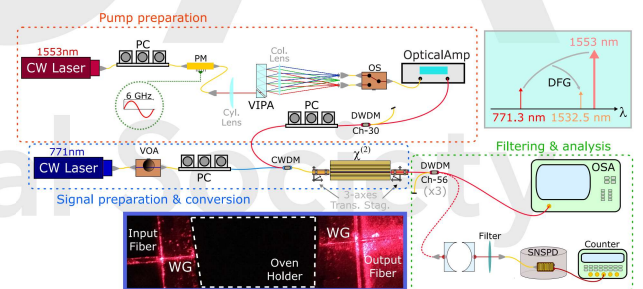 Pump preparation
1553nm
CW Laser
PC
PM
6 GHz
Cyl.
Lens
VIPA
Col.
Lens
OS
OpticalAmp
PC
DWDM
Ch-30
1553 nm
DFG
λ
771.3 nm
1532.5 nm
771nm
CW Laser
VOA
PC
CWDM
χ(2)
3-axes
Trans. Stag.
DWDM
Ch-56
(x3)
Signal preparation & conversion
Filtering & analysis
OSA
Filter
SNSPD
Counter
Input
Fiber
WG
Oven
Holder
WG
Output
Fiber
al Society